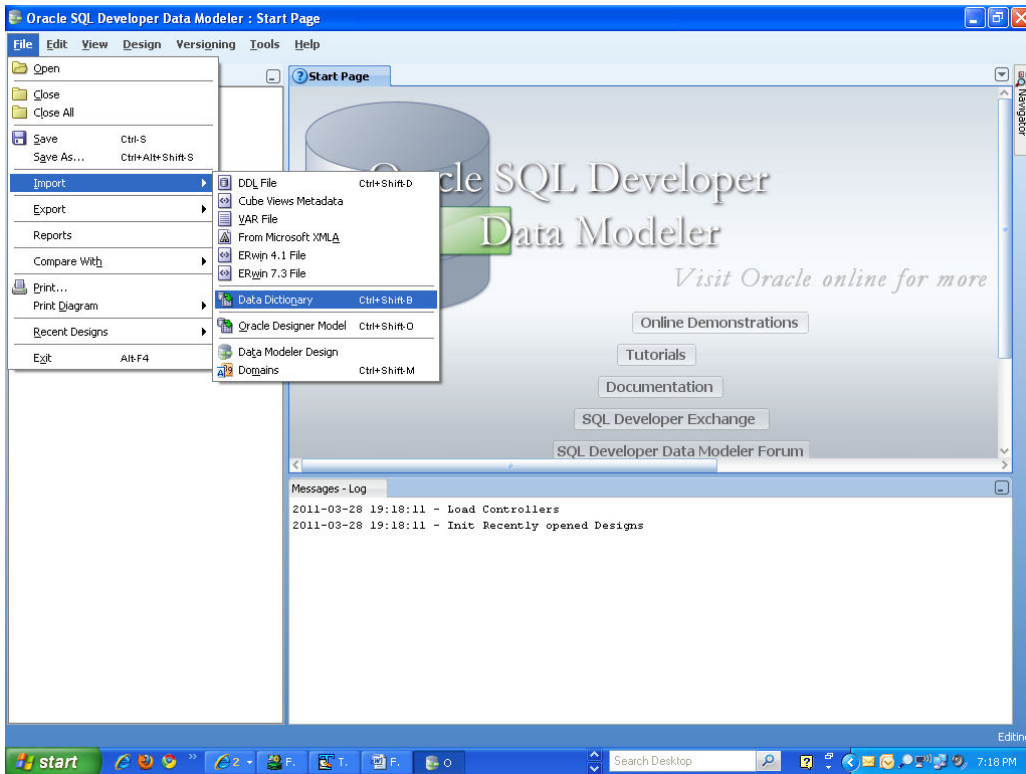 Oracle SQL Developer Data Modeler : Start Page
File Edit View Design Versioning Tools Help
Open
Close
Close All
Save Ctrl-S
Save As... Ctrl+Alt+Shift-S
Import
Export
Reports
Compare With
Print...
Print Diagram
Recent Designs
Exit Alt-F4
DDL File Ctrl+Shift-D
Cube Views Metadata
VAR File
From Microsoft XMLA
ERwin 4.1 File
ERwin 7.3 File
Data Dictionary Ctrl+Shift-B
Oracle Designer Model Ctrl+Shift-O
Data Modeler Design
Domains Ctrl+Shift-M
Start Page
Navigator
Oracle SQL Developer
Data Modeler
Visit Oracle online for more
Online Demonstrations
Tutorials
Documentation
SQL Developer Exchange
SQL Developer Data Modeler Forum
Messages - Log
2011-03-28 19:18:11 - Load Controllers
2011-03-28 19:18:11 - Init Recently opened Designs
Editing
start
2
F.
T.
F.
O
Search Desktop
7:18 PM